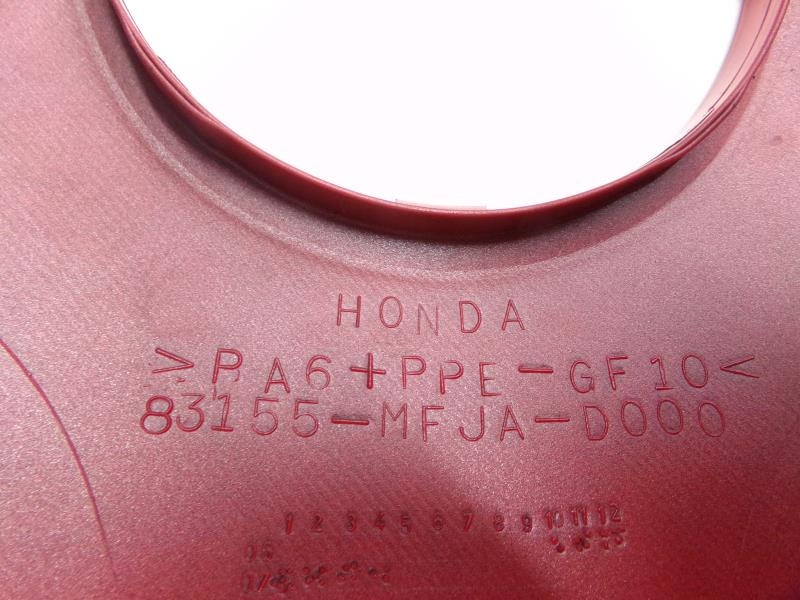 HONDA
>PA6+PPE-GF10<
83155-MFJA-D000
1 2 3 4 5 6 7 8 9 10 11 12